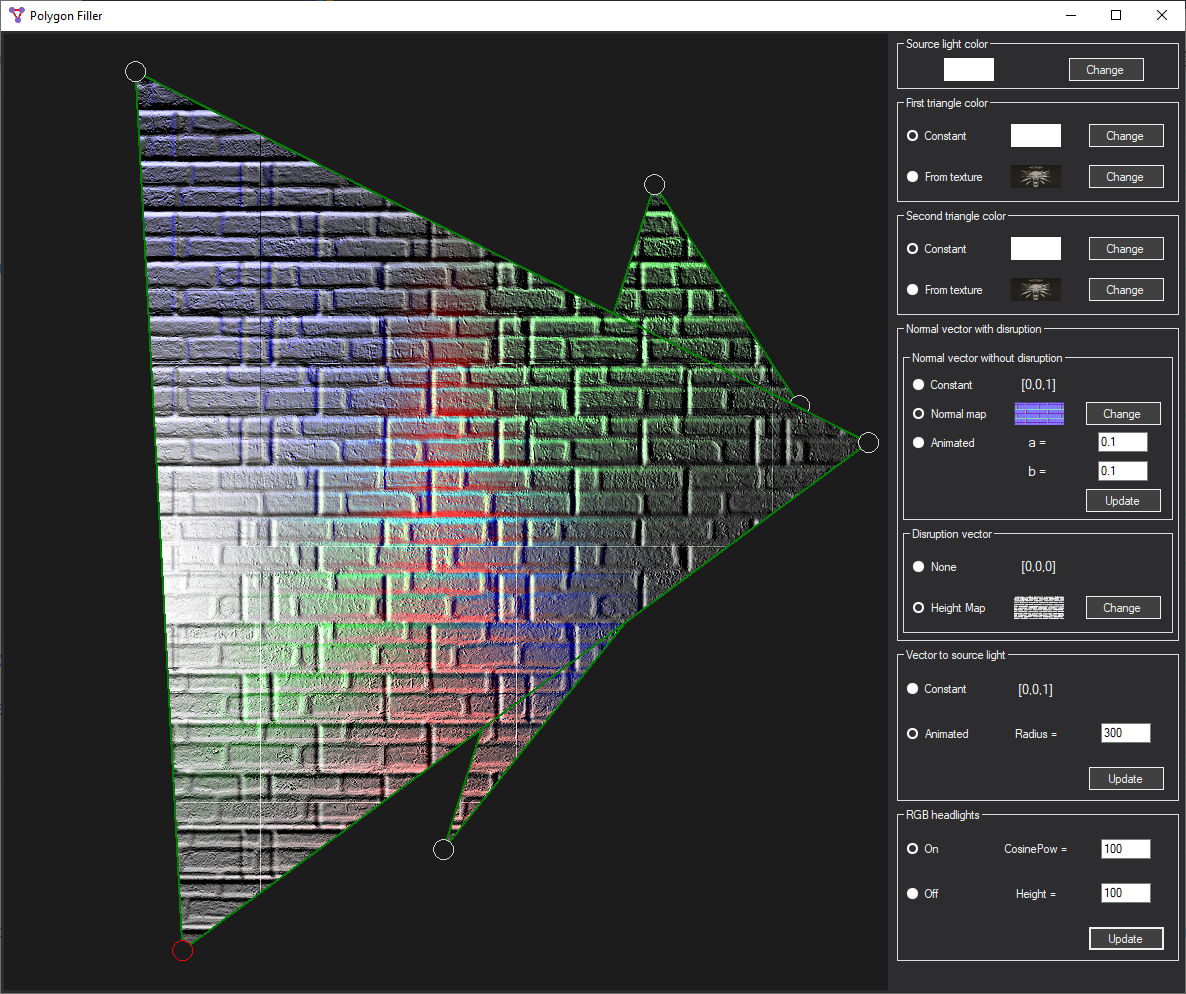 Polygon Filler
Source light color
Change
First triangle color
Constant
Change
From texture
Change
Second triangle color
Constant
Change
From texture
Change
Normal vector with disruption
Normal vector without disruption
Constant [0,0,1]
Normal map
Change
Animated a = 0.1
b = 0.1
Update
Disruption vector
None [0,0,0]
Height Map
Change
Vector to source light
Constant [0,0,1]
Animated Radius = 300
Update
RGB headlights
On CosinePow = 100
Off Height = 100
Update